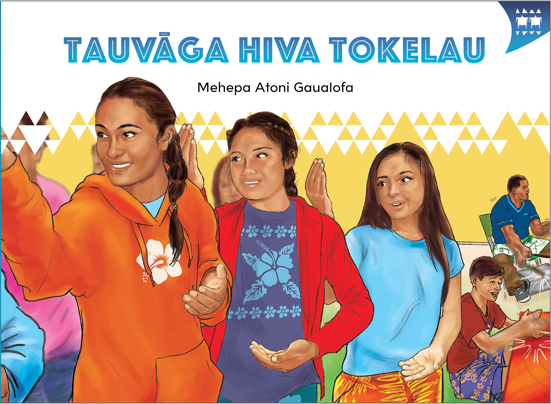 TAUVĀGA HIVA TOKELAU
Mehepa Atoni Gaualofa